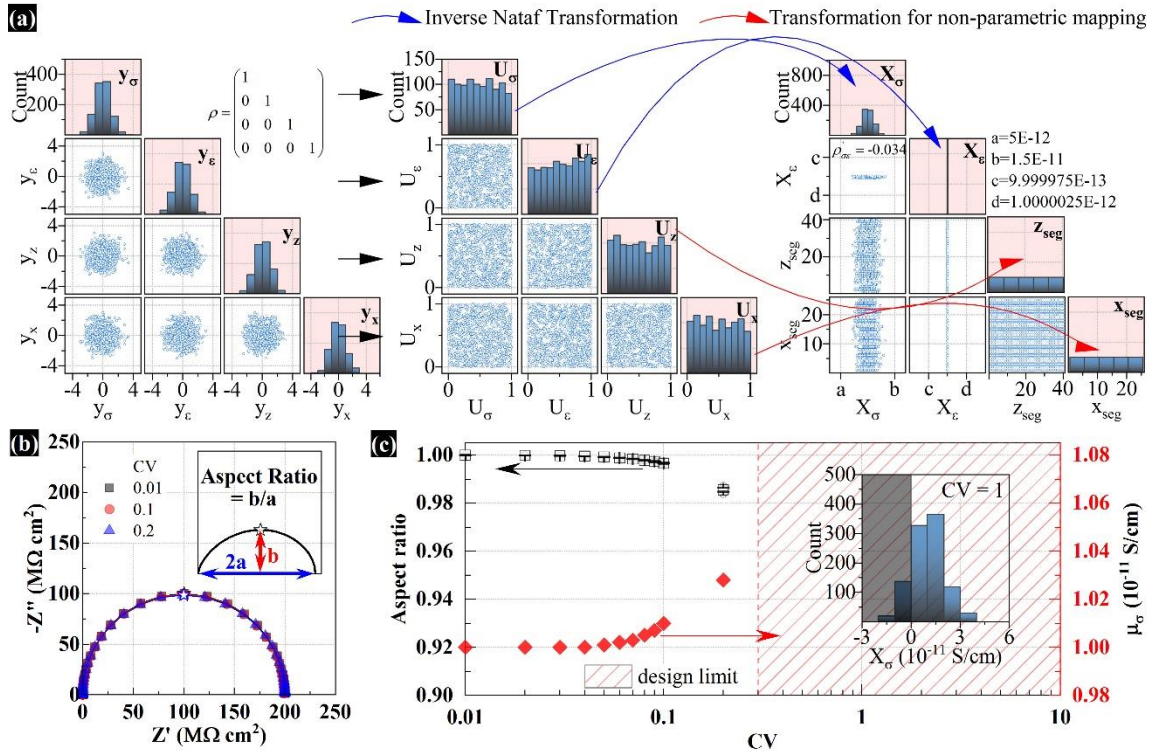 (a)
Inverse Nataf Transformation
Transformation for non-parametric mapping
Count
400
200
y_σ
ρ = (1
0 1
0 0 1
0 0 0 1)
150
100
50
Count
U_σ
800
400
Count
X_σ
y_ε
4
0
-4
y_ε
U_ε
1
0
U_ε
X_ε
c
d
ρ_σε = -0.034
X_ε
a=5E-12
b=1.5E-11
c=9.999975E-13
d=1.0000025E-12
y_z
4
0
-4
y_z
U_z
1
0
U_z
z_seg
40
20
z_seg
y_x
4
0
-4
y_x
U_x
1
0
U_x
x_seg
20
10
x_seg
-4 0 4 -4 0 4 -4 0 4 -4 0 4
y_σ y_ε y_z y_x
0 1 0 1 0 1 0 1
U_σ U_ε U_z U_x
a b c d 20 40 10 20
X_σ X_ε z_seg x_seg
(b)
250
200
150
100
50
0
-Z'' (MΩ cm²)
CV
0.01
0.1
0.2
Aspect Ratio
= b/a
b
2a
0 50 100 150 200 250
Z' (MΩ cm²)
(c)
1.00
0.98
0.96
0.94
0.92
0.90
Aspect ratio
design limit
500
400
300
200
100
0
Count
CV = 1
-3 0 3 6
X_σ (10⁻¹¹ S/cm)
1.08
1.06
1.04
1.02
1.00
0.98
μ_σ (10⁻¹¹ S/cm)
0.01 0.1 1 10
CV